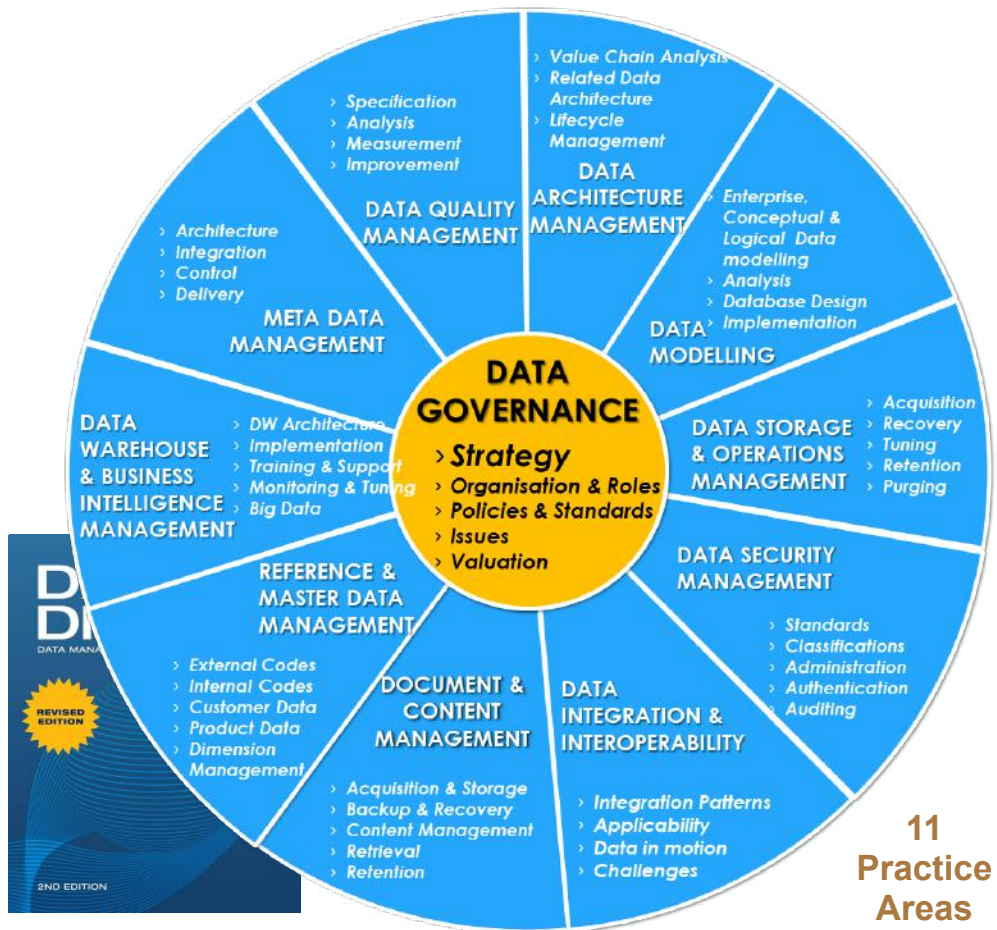 > Value Chain Analysis
> Related Data
Architecture
> Lifecycle
Management
DATA
ARCHITECTURE
MANAGEMENT
> Enterprise,
Conceptual &
Logical Data
modelling
> Analysis
> Database Design
> Implementation
DATA
MODELLING
> Acquisition
> Recovery
> Tuning
> Retention
> Purging
DATA STORAGE
& OPERATIONS
MANAGEMENT
DATA SECURITY
MANAGEMENT
> Standards
> Classifications
> Administration
> Authentication
> Auditing
DATA
INTEGRATION &
INTEROPERABILITY
> Integration Patterns
> Applicability
> Data in motion
> Challenges
DOCUMENT &
CONTENT
MANAGEMENT
> Acquisition & Storage
> Backup & Recovery
> Content Management
> Retrieval
> Retention
REFERENCE &
MASTER DATA
MANAGEMENT
> External Codes
> Internal Codes
> Customer Data
> Product Data
> Dimension
Management
DATA
WAREHOUSE
& BUSINESS
INTELLIGENCE
MANAGEMENT
> DW Architecture
> Implementation
> Training & Support
> Monitoring & Tuning
> Big Data
> Architecture
> Integration
> Control
> Delivery
META DATA
MANAGEMENT
> Specification
> Analysis
> Measurement
> Improvement
DATA QUALITY
MANAGEMENT
DATA
GOVERNANCE
> Strategy
> Organisation & Roles
> Policies & Standards
> Issues
> Valuation
DATA
REVISED
EDITION
2ND EDITION
11
Practice
Areas